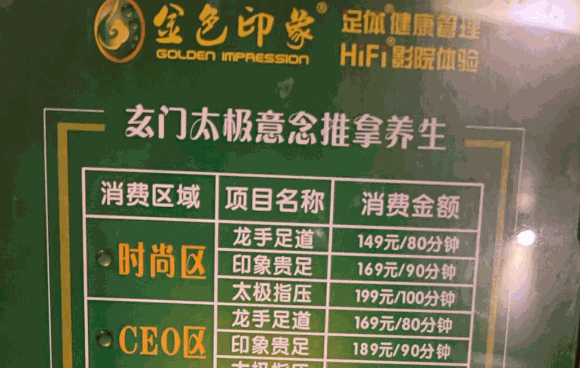 金色印象®
GOLDEN IMPRESSION
足体®健康管理
HiFi®影院体验
玄门太极意念推拿养生
消费区域 项目名称 消费金额
时尚区
龙手足道 149元/80分钟
印象贵足 169元/90分钟
太极指压 199元/100分钟
CEO区
龙手足道 169元/80分钟
印象贵足 189元/90分钟
太极指压